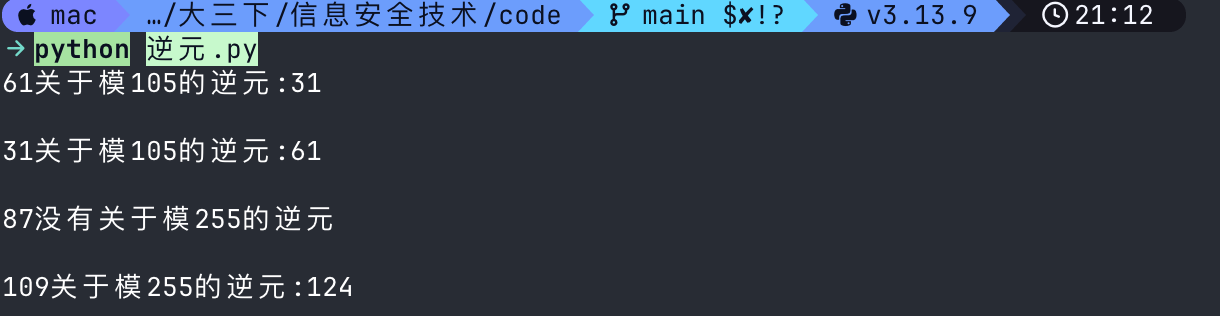 mac …/大三下/信息安全技术/code main $✘!? v3.13.9 21:12
→ python 逆元.py
61关于模105的逆元:31
31关于模105的逆元:61
87没有关于模255的逆元
109关于模255的逆元:124